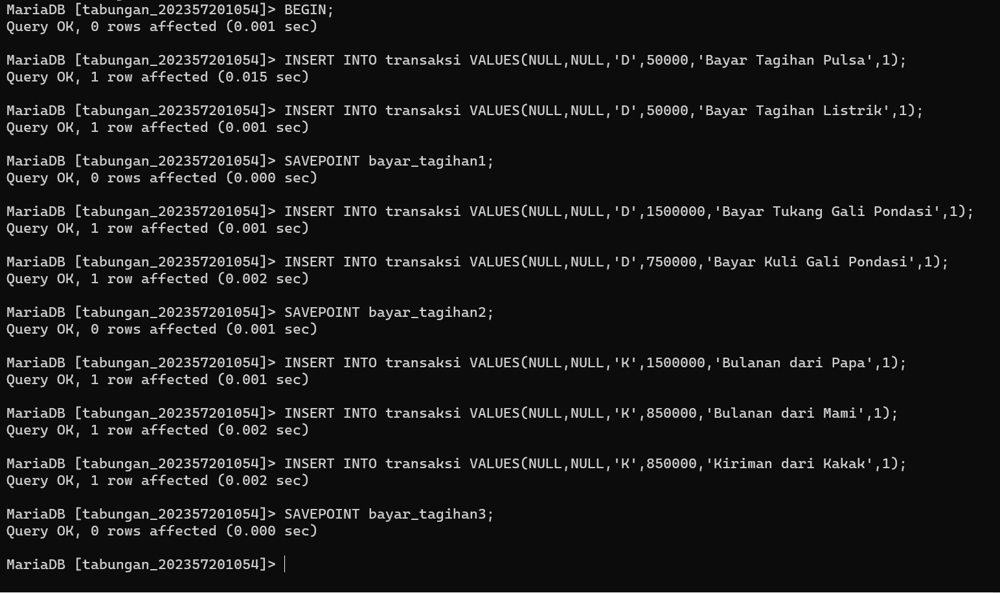 MariaDB [tabungan_202357201054]> BEGIN;
Query OK, 0 rows affected (0.001 sec)
MariaDB [tabungan_202357201054]> INSERT INTO transaksi VALUES(NULL,NULL,'D',50000,'Bayar Tagihan Pulsa',1);
Query OK, 1 row affected (0.015 sec)
MariaDB [tabungan_202357201054]> INSERT INTO transaksi VALUES(NULL,NULL,'D',50000,'Bayar Tagihan Listrik',1);
Query OK, 1 row affected (0.001 sec)
MariaDB [tabungan_202357201054]> SAVEPOINT bayar_tagihan1;
Query OK, 0 rows affected (0.000 sec)
MariaDB [tabungan_202357201054]> INSERT INTO transaksi VALUES(NULL,NULL,'D',1500000,'Bayar Tukang Gali Pondasi',1);
Query OK, 1 row affected (0.001 sec)
MariaDB [tabungan_202357201054]> INSERT INTO transaksi VALUES(NULL,NULL,'D',750000,'Bayar Kuli Gali Pondasi',1);
Query OK, 1 row affected (0.002 sec)
MariaDB [tabungan_202357201054]> SAVEPOINT bayar_tagihan2;
Query OK, 0 rows affected (0.001 sec)
MariaDB [tabungan_202357201054]> INSERT INTO transaksi VALUES(NULL,NULL,'K',1500000,'Bulanan dari Papa',1);
Query OK, 1 row affected (0.001 sec)
MariaDB [tabungan_202357201054]> INSERT INTO transaksi VALUES(NULL,NULL,'K',850000,'Bulanan dari Mami',1);
Query OK, 1 row affected (0.002 sec)
MariaDB [tabungan_202357201054]> INSERT INTO transaksi VALUES(NULL,NULL,'K',850000,'Kiriman dari Kakak',1);
Query OK, 1 row affected (0.002 sec)
MariaDB [tabungan_202357201054]> SAVEPOINT bayar_tagihan3;
Query OK, 0 rows affected (0.000 sec)
MariaDB [tabungan_202357201054]>